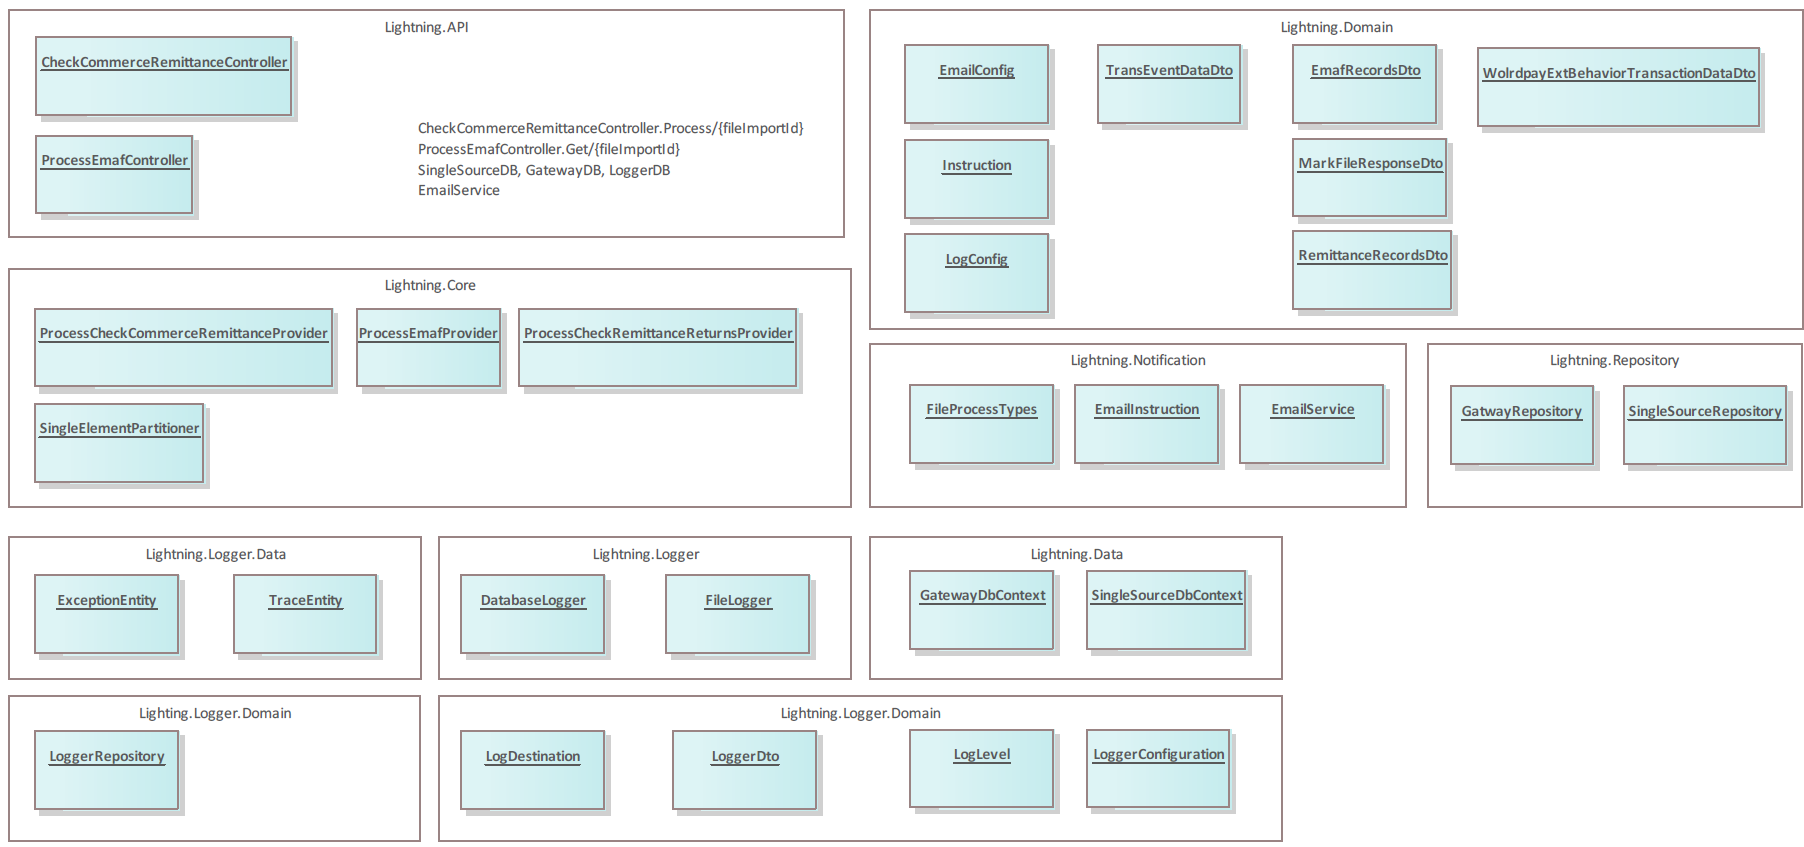 Lightning.API
CheckCommerceRemittanceController
ProcessEmafController
CheckCommerceRemittanceController.Process/{fileImportId}
ProcessEmafController.Get/{fileImportId}
SingleSourceDB, GatewayDB, LoggerDB
EmailService
Lightning.Domain
EmailConfig
TransEventDataDto
EmafRecordsDto
WolrdpayExtBehaviorTransactionDataDto
Instruction
MarkFileResponseDto
LogConfig
RemittanceRecordsDto
Lightning.Core
ProcessCheckCommerceRemittanceProvider
ProcessEmafProvider
ProcessCheckRemittanceReturnsProvider
SingleElementPartitioner
Lightning.Notification
FileProcessTypes
EmailInstruction
EmailService
Lightning.Repository
GatwayRepository
SingleSourceRepository
Lightning.Logger.Data
ExceptionEntity
TraceEntity
Lightning.Logger
DatabaseLogger
FileLogger
Lightning.Data
GatewayDbContext
SingleSourceDbContext
Lighting.Logger.Domain
LoggerRepository
Lightning.Logger.Domain
LogDestination
LoggerDto
LogLevel
LoggerConfiguration